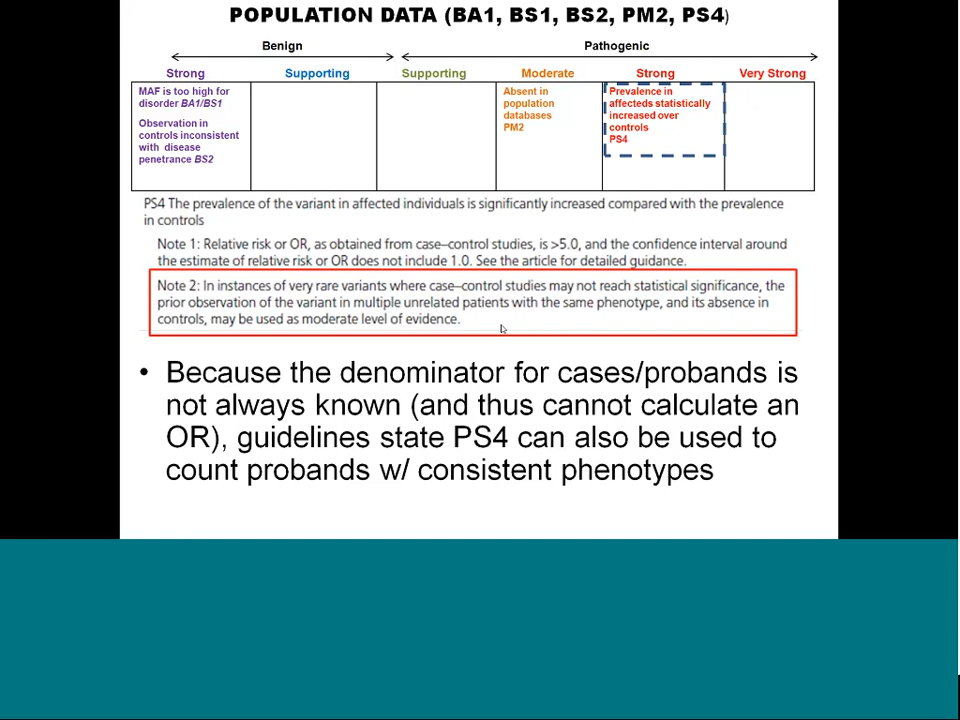 POPULATION DATA (BA1, BS1, BS2, PM2, PS4)
Benign
Pathogenic
Strong
Supporting
Supporting
Moderate
Strong
Very Strong
MAF is too high for
disorder BA1/BS1
Observation in
controls inconsistent
with disease
penetrance BS2
Absent in
population
databases
PM2
Prevalence in
affecteds statistically
increased over
controls
PS4
PS4 The prevalence of the variant in affected individuals is significantly increased compared with the prevalence
in controls
Note 1: Relative risk or OR, as obtained from case–control studies, is >5.0, and the confidence interval around
the estimate of relative risk or OR does not include 1.0. See the article for detailed guidance.
Note 2: In instances of very rare variants where case–control studies may not reach statistical significance, the
prior observation of the variant in multiple unrelated patients with the same phenotype, and its absence in
controls, may be used as moderate level of evidence.
• Because the denominator for cases/probands is
not always known (and thus cannot calculate an
OR), guidelines state PS4 can also be used to
count probands w/ consistent phenotypes